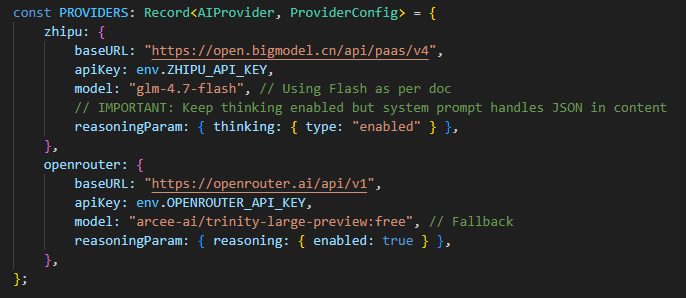 const PROVIDERS: Record<AIProvider, ProviderConfig> = {
    zhipu: {
        baseURL: "https://open.bigmodel.cn/api/paas/v4",
        apiKey: env.ZHIPU_API_KEY,
        model: "glm-4.7-flash", // Using Flash as per doc
        // IMPORTANT: Keep thinking enabled but system prompt handles JSON in content
        reasoningParam: { thinking: { type: "enabled" } },
    },
    openrouter: {
        baseURL: "https://openrouter.ai/api/v1",
        apiKey: env.OPENROUTER_API_KEY,
        model: "arcee-ai/trinity-large-preview:free", // Fallback
        reasoningParam: { reasoning: { enabled: true } },
    },
};